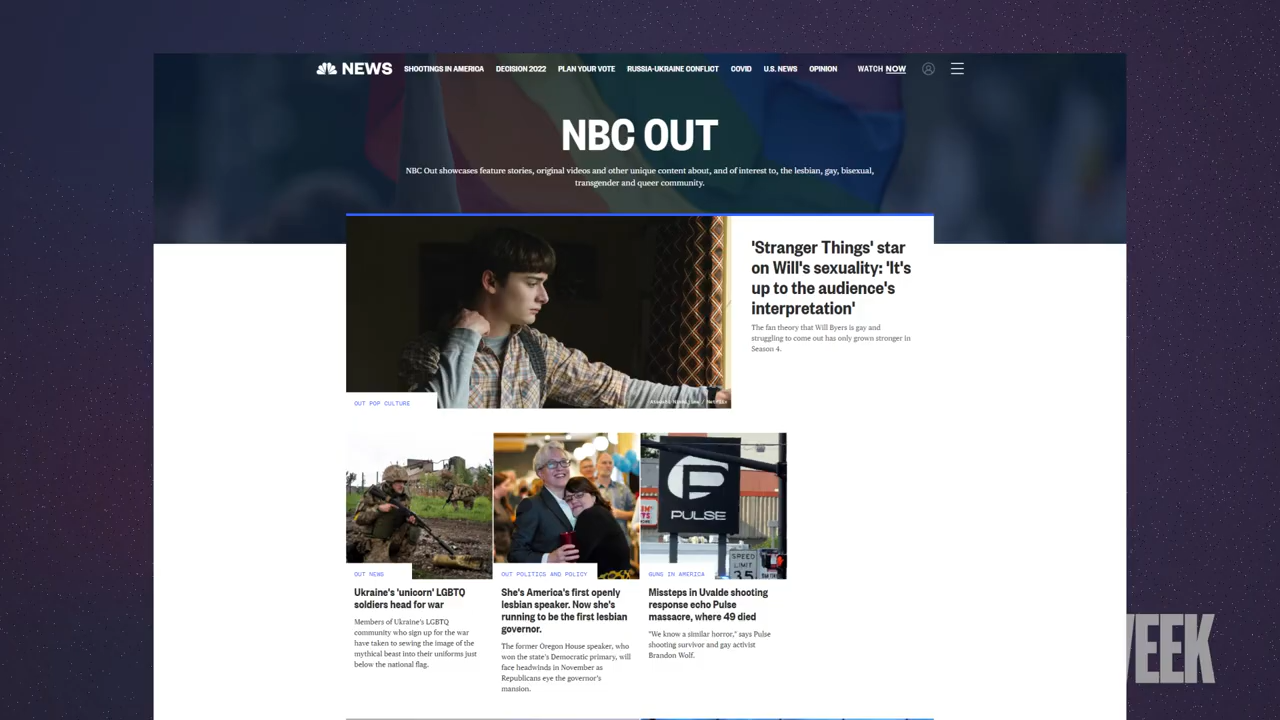 NEWS SHOOTINGS IN AMERICA DECISION 2022 PLAN YOUR VOTE RUSSIA-UKRAINE CONFLICT COVID U.S. NEWS OPINION WATCH NOW
NBC OUT
NBC Out showcases feature stories, original videos and other unique content about, and of interest to, the lesbian, gay, bisexual,
transgender and queer community.
'Stranger Things' star
on Will's sexuality: 'It's
up to the audience's
interpretation'
The fan theory that Will Byers is gay and
struggling to come out has only grown stronger in
Season 4.
/ Netflix
OUT POP CULTURE
OUT NEWS
Ukraine's 'unicorn' LGBTQ
soldiers head for war
Members of Ukraine's LGBTQ
community who sign up for the war
have taken to sewing the image of the
mythical beast into their uniforms just
below the national flag.
OUT POLITICS AND POLICY
She's America's first openly
lesbian speaker. Now she's
running to be the first lesbian
governor.
The former Oregon House speaker, who
won the state's Democratic primary, will
face headwinds in November as
Republicans eye the governor's
mansion.
PULSE
SPEED
LIMIT
35
GUNS IN AMERICA
Missteps in Uvalde shooting
response echo Pulse
massacre, where 49 died
"We know a similar horror," says Pulse
shooting survivor and gay activist
Brandon Wolf.
WEEK